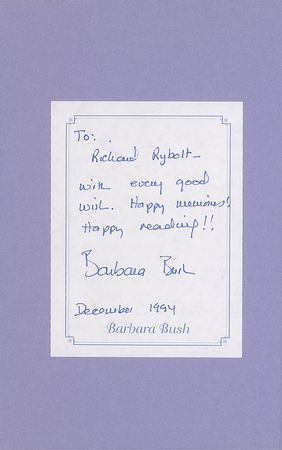 To:
Richard Rybolt-
with every good
wish. Happy memories!
Happy reading!!
Barbara Bush
December 1994
Barbara Bush